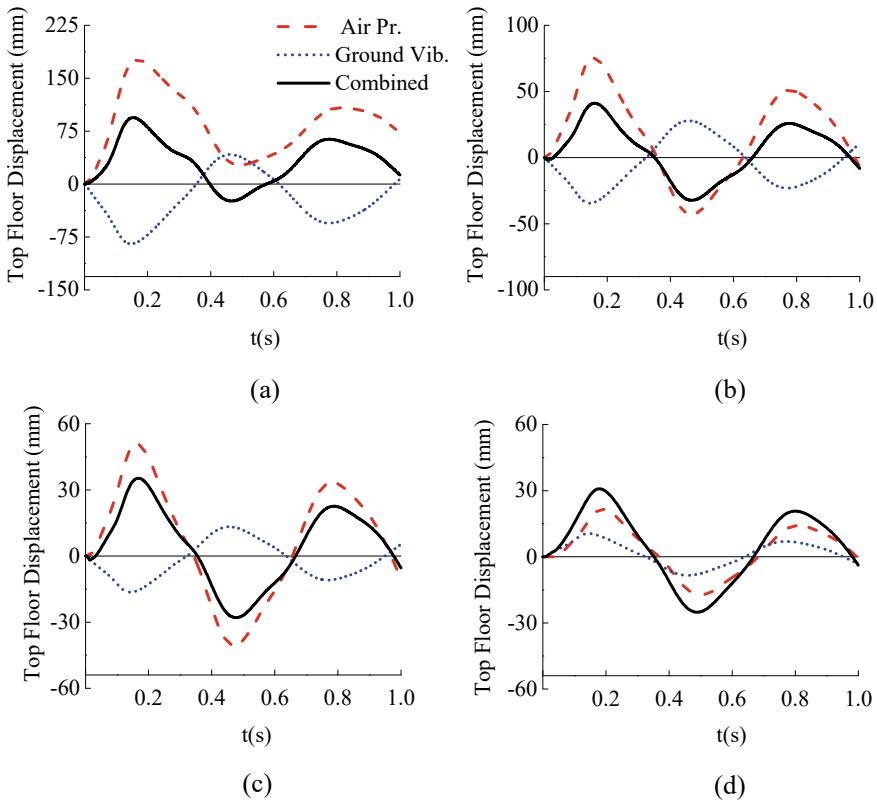 Top Floor Displacement (mm)
225
150
75
0
-75
-150
0.2 0.4 0.6 0.8 1.0
t(s)
Air Pr.
Ground Vib.
Combined
(a)
Top Floor Displacement (mm)
100
50
0
-50
-100
0.2 0.4 0.6 0.8 1.0
t(s)
(b)
Top Floor Displacement (mm)
60
30
0
-30
-60
0.2 0.4 0.6 0.8 1.0
t(s)
(c)
Top Floor Displacement (mm)
60
30
0
-30
-60
0.2 0.4 0.6 0.8 1.0
t(s)
(d)